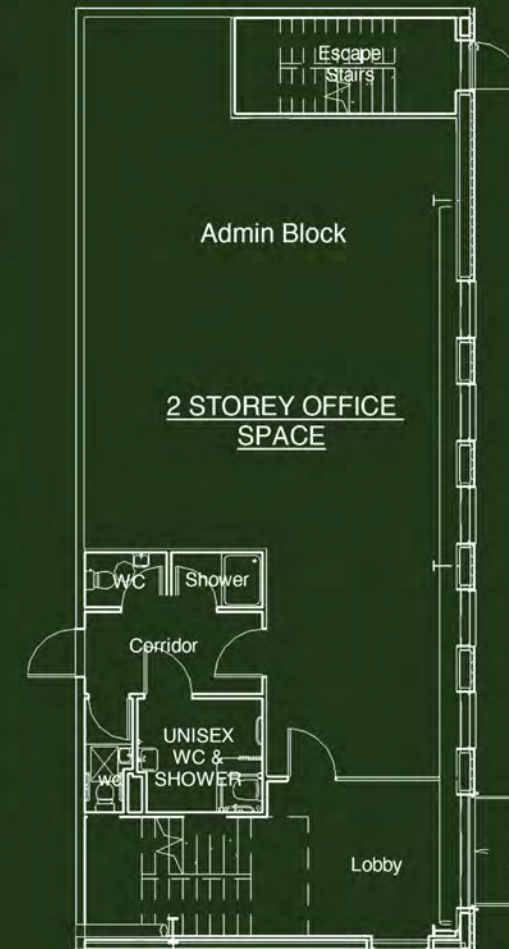 Escape
Stairs
Admin Block
2 STOREY OFFICE
SPACE
WC
Shower
Corridor
UNISEX
WC &
SHOWER
wc
Lobby